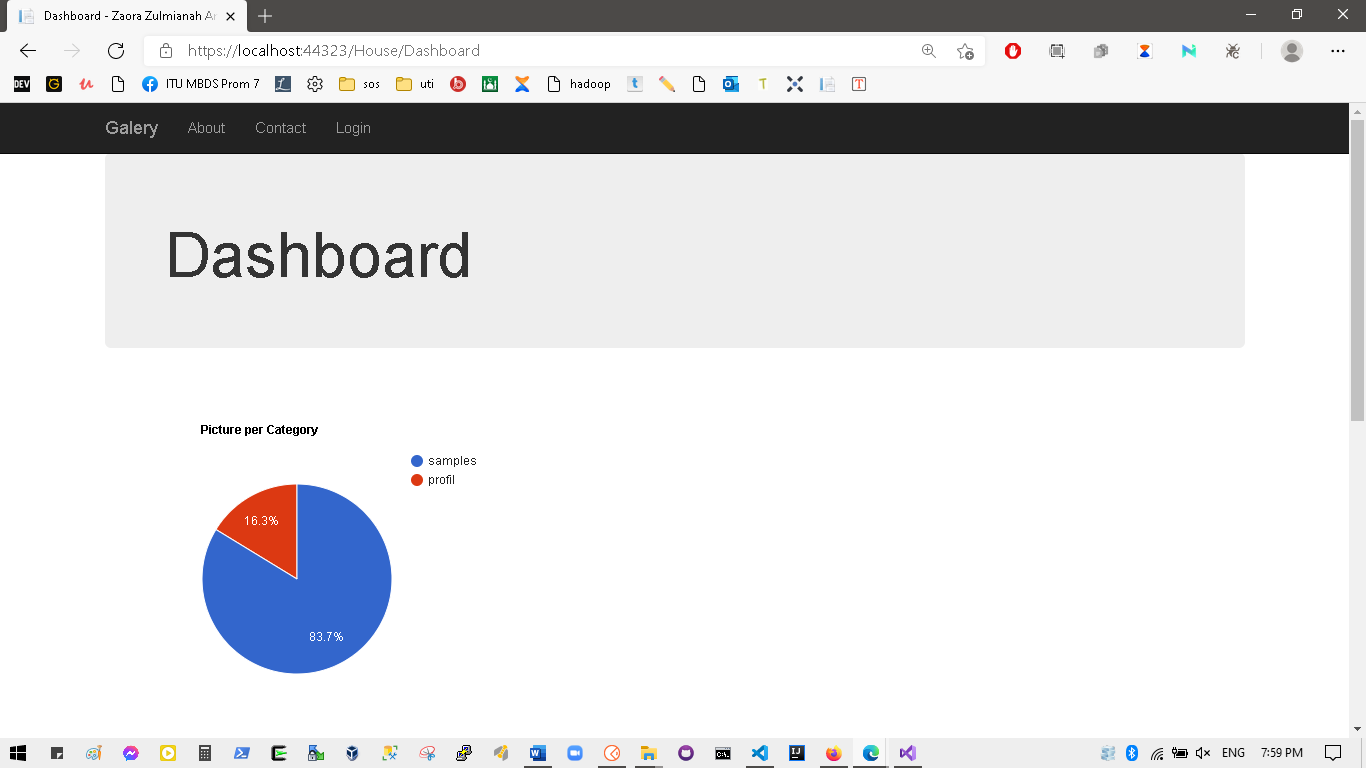 Dashboard - Zaora Zulmianah Ar
https://localhost:44323/House/Dashboard
DEV
ITU MBDS Prom 7
sos
uti
hadoop
Galery
About
Contact
Login
Dashboard
Picture per Category
samples
profil
16.3%
83.7%
ENG
7:59 PM